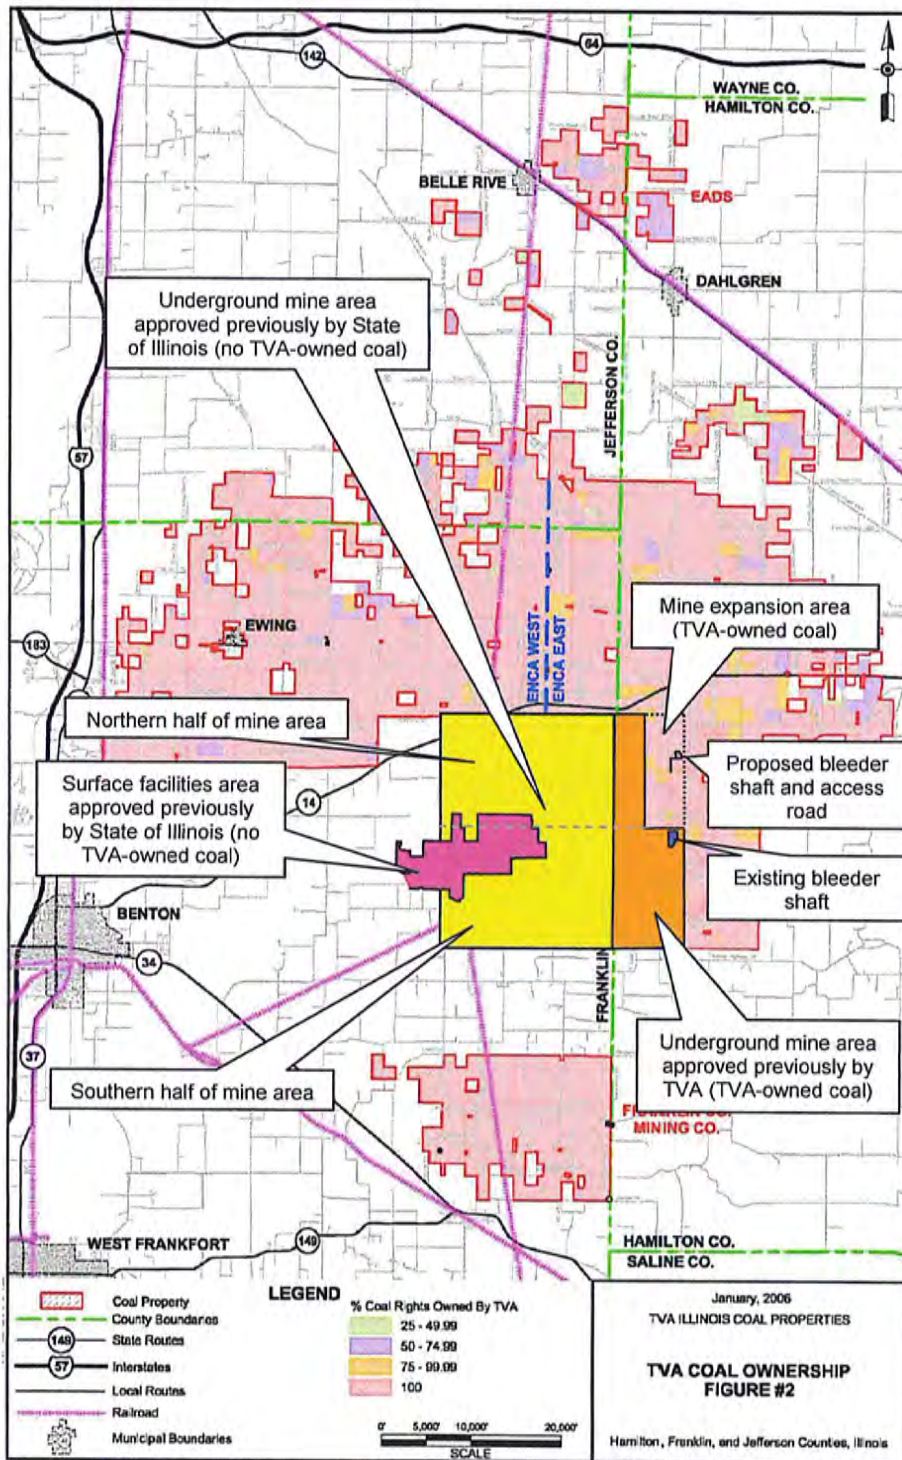 64
142
WAYNE CO.
HAMILTON CO.
BELLE RIVE
EADS
DAHLGREN
Underground mine area
approved previously by State
of Illinois (no TVA-owned coal)
JEFFERSON CO.
57
EWING
183
ENCA WEST
ENCA EAST
Mine expansion area
(TVA-owned coal)
Northern half of mine area
Surface facilities area
approved previously
by State of Illinois (no
TVA-owned coal)
14
Proposed bleeder
shaft and access
road
Existing bleeder
shaft
BENTON
34
FRANKLIN
37
Underground mine area
approved previously by
TVA (TVA-owned coal)
Southern half of mine area
FRANKLIN CO.
MINING CO.
WEST FRANKFORT
149
HAMILTON CO.
SALINE CO.
LEGEND
Coal Property
County Boundaries
148 State Routes
57 Interstates
Local Routes
Railroad
Municipal Boundaries
% Coal Rights Owned By TVA
25 - 49.99
50 - 74.99
75 - 99.99
100
0' 5,000' 10,000' 20,000'
SCALE
January, 2006
TVA ILLINOIS COAL PROPERTIES
TVA COAL OWNERSHIP
FIGURE #2
Hamilton, Franklin, and Jefferson Counties, Illinois